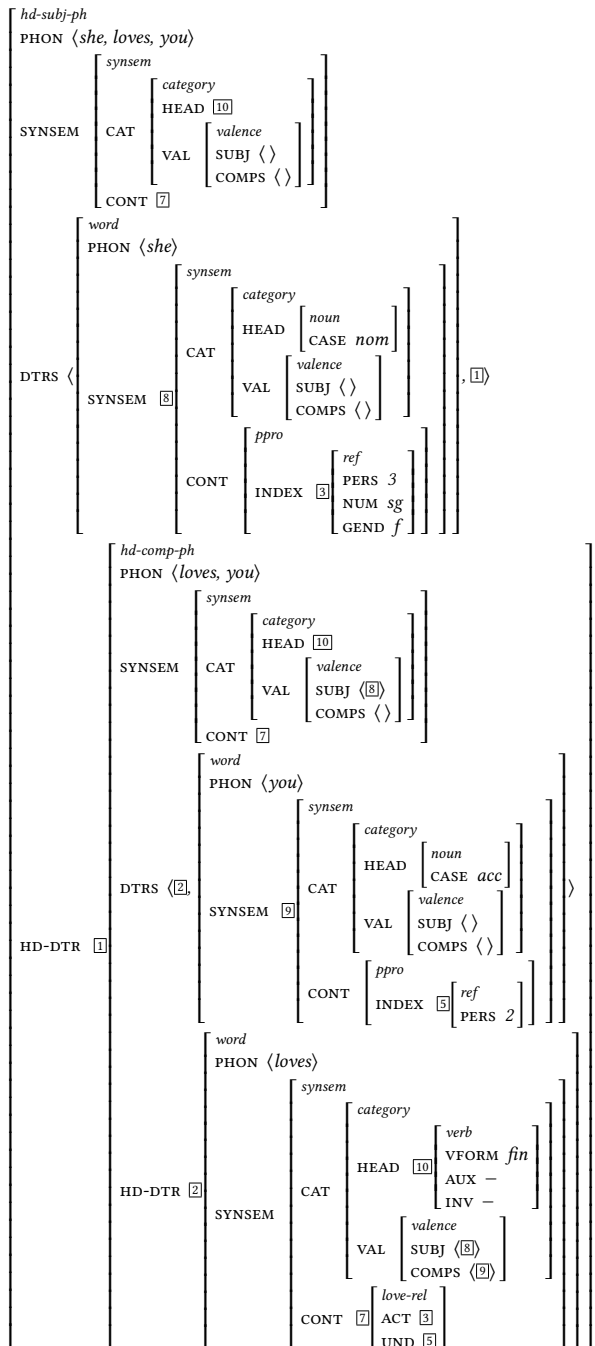 hd-subj-ph
PHON ⟨she, loves, you⟩
synsem
category
HEAD 10
SYNSEM CAT valence
VAL SUBJ ⟨ ⟩
COMPS ⟨ ⟩
CONT 7
word
PHON ⟨she⟩
synsem
category
HEAD noun
CASE nom
CAT valence
DTRS ⟨ VAL SUBJ ⟨ ⟩ , 1⟩
SYNSEM 8 COMPS ⟨ ⟩
ppro
ref
CONT INDEX 3 PERS 3
NUM sg
GEND f
hd-comp-ph
PHON ⟨loves, you⟩
synsem
category
HEAD 10
SYNSEM CAT valence
VAL SUBJ ⟨8⟩
COMPS ⟨ ⟩
CONT 7
word
PHON ⟨you⟩
synsem
category
HEAD noun
CASE acc
DTRS ⟨2, CAT valence ⟩
SYNSEM 9 VAL SUBJ ⟨ ⟩
HD-DTR 1 COMPS ⟨ ⟩
ppro
CONT INDEX 5 ref
PERS 2
word
PHON ⟨loves⟩
synsem
category
verb
VFORM fin
HEAD 10 AUX −
HD-DTR 2 CAT INV −
SYNSEM valence
VAL SUBJ ⟨8⟩
COMPS ⟨9⟩
love-rel
CONT 7 ACT 3
UND 5